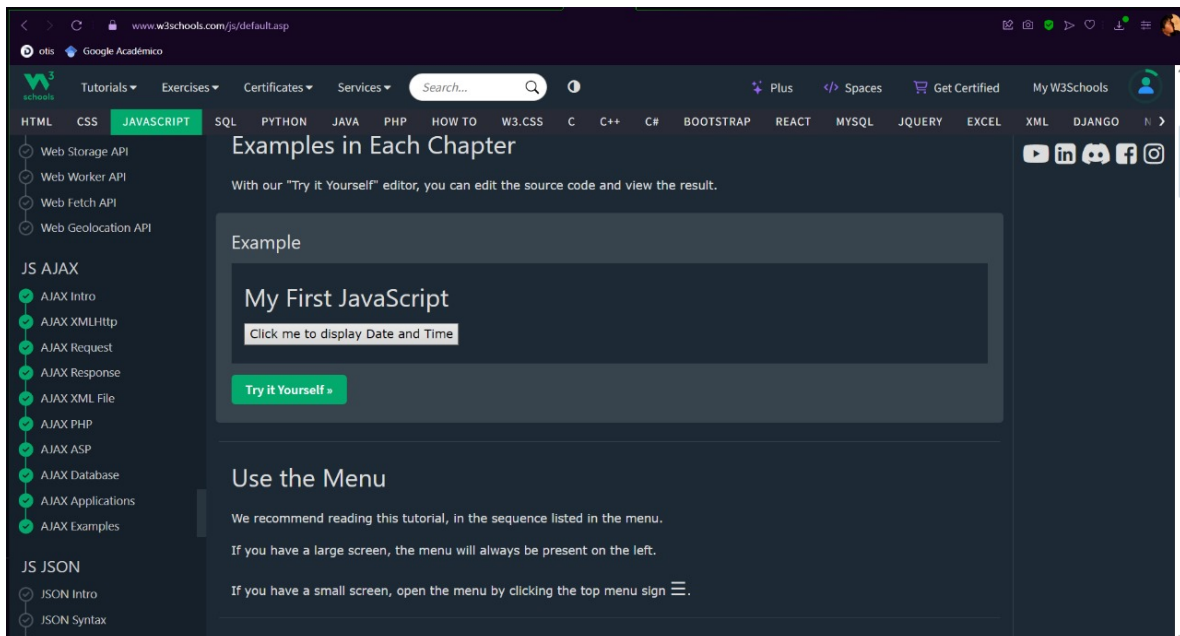 www.w3schools.com/js/default.asp
otis
Google Académico
W3
schools
Tutorials
Exercises
Certificates
Services
Search...
Plus
</> Spaces
Get Certified
My W3Schools
HTML CSS JAVASCRIPT SQL PYTHON JAVA PHP HOW TO W3.CSS C C++ C# BOOTSTRAP REACT MYSQL JQUERY EXCEL XML DJANGO N
Web Storage API
Web Worker API
Web Fetch API
Web Geolocation API
JS AJAX
AJAX Intro
AJAX XMLHttp
AJAX Request
AJAX Response
AJAX XML File
AJAX PHP
AJAX ASP
AJAX Database
AJAX Applications
AJAX Examples
JS JSON
JSON Intro
JSON Syntax
Examples in Each Chapter
With our "Try it Yourself" editor, you can edit the source code and view the result.
Example
My First JavaScript
Click me to display Date and Time
Try it Yourself »
Use the Menu
We recommend reading this tutorial, in the sequence listed in the menu.
If you have a large screen, the menu will always be present on the left.
If you have a small screen, open the menu by clicking the top menu sign ☰.